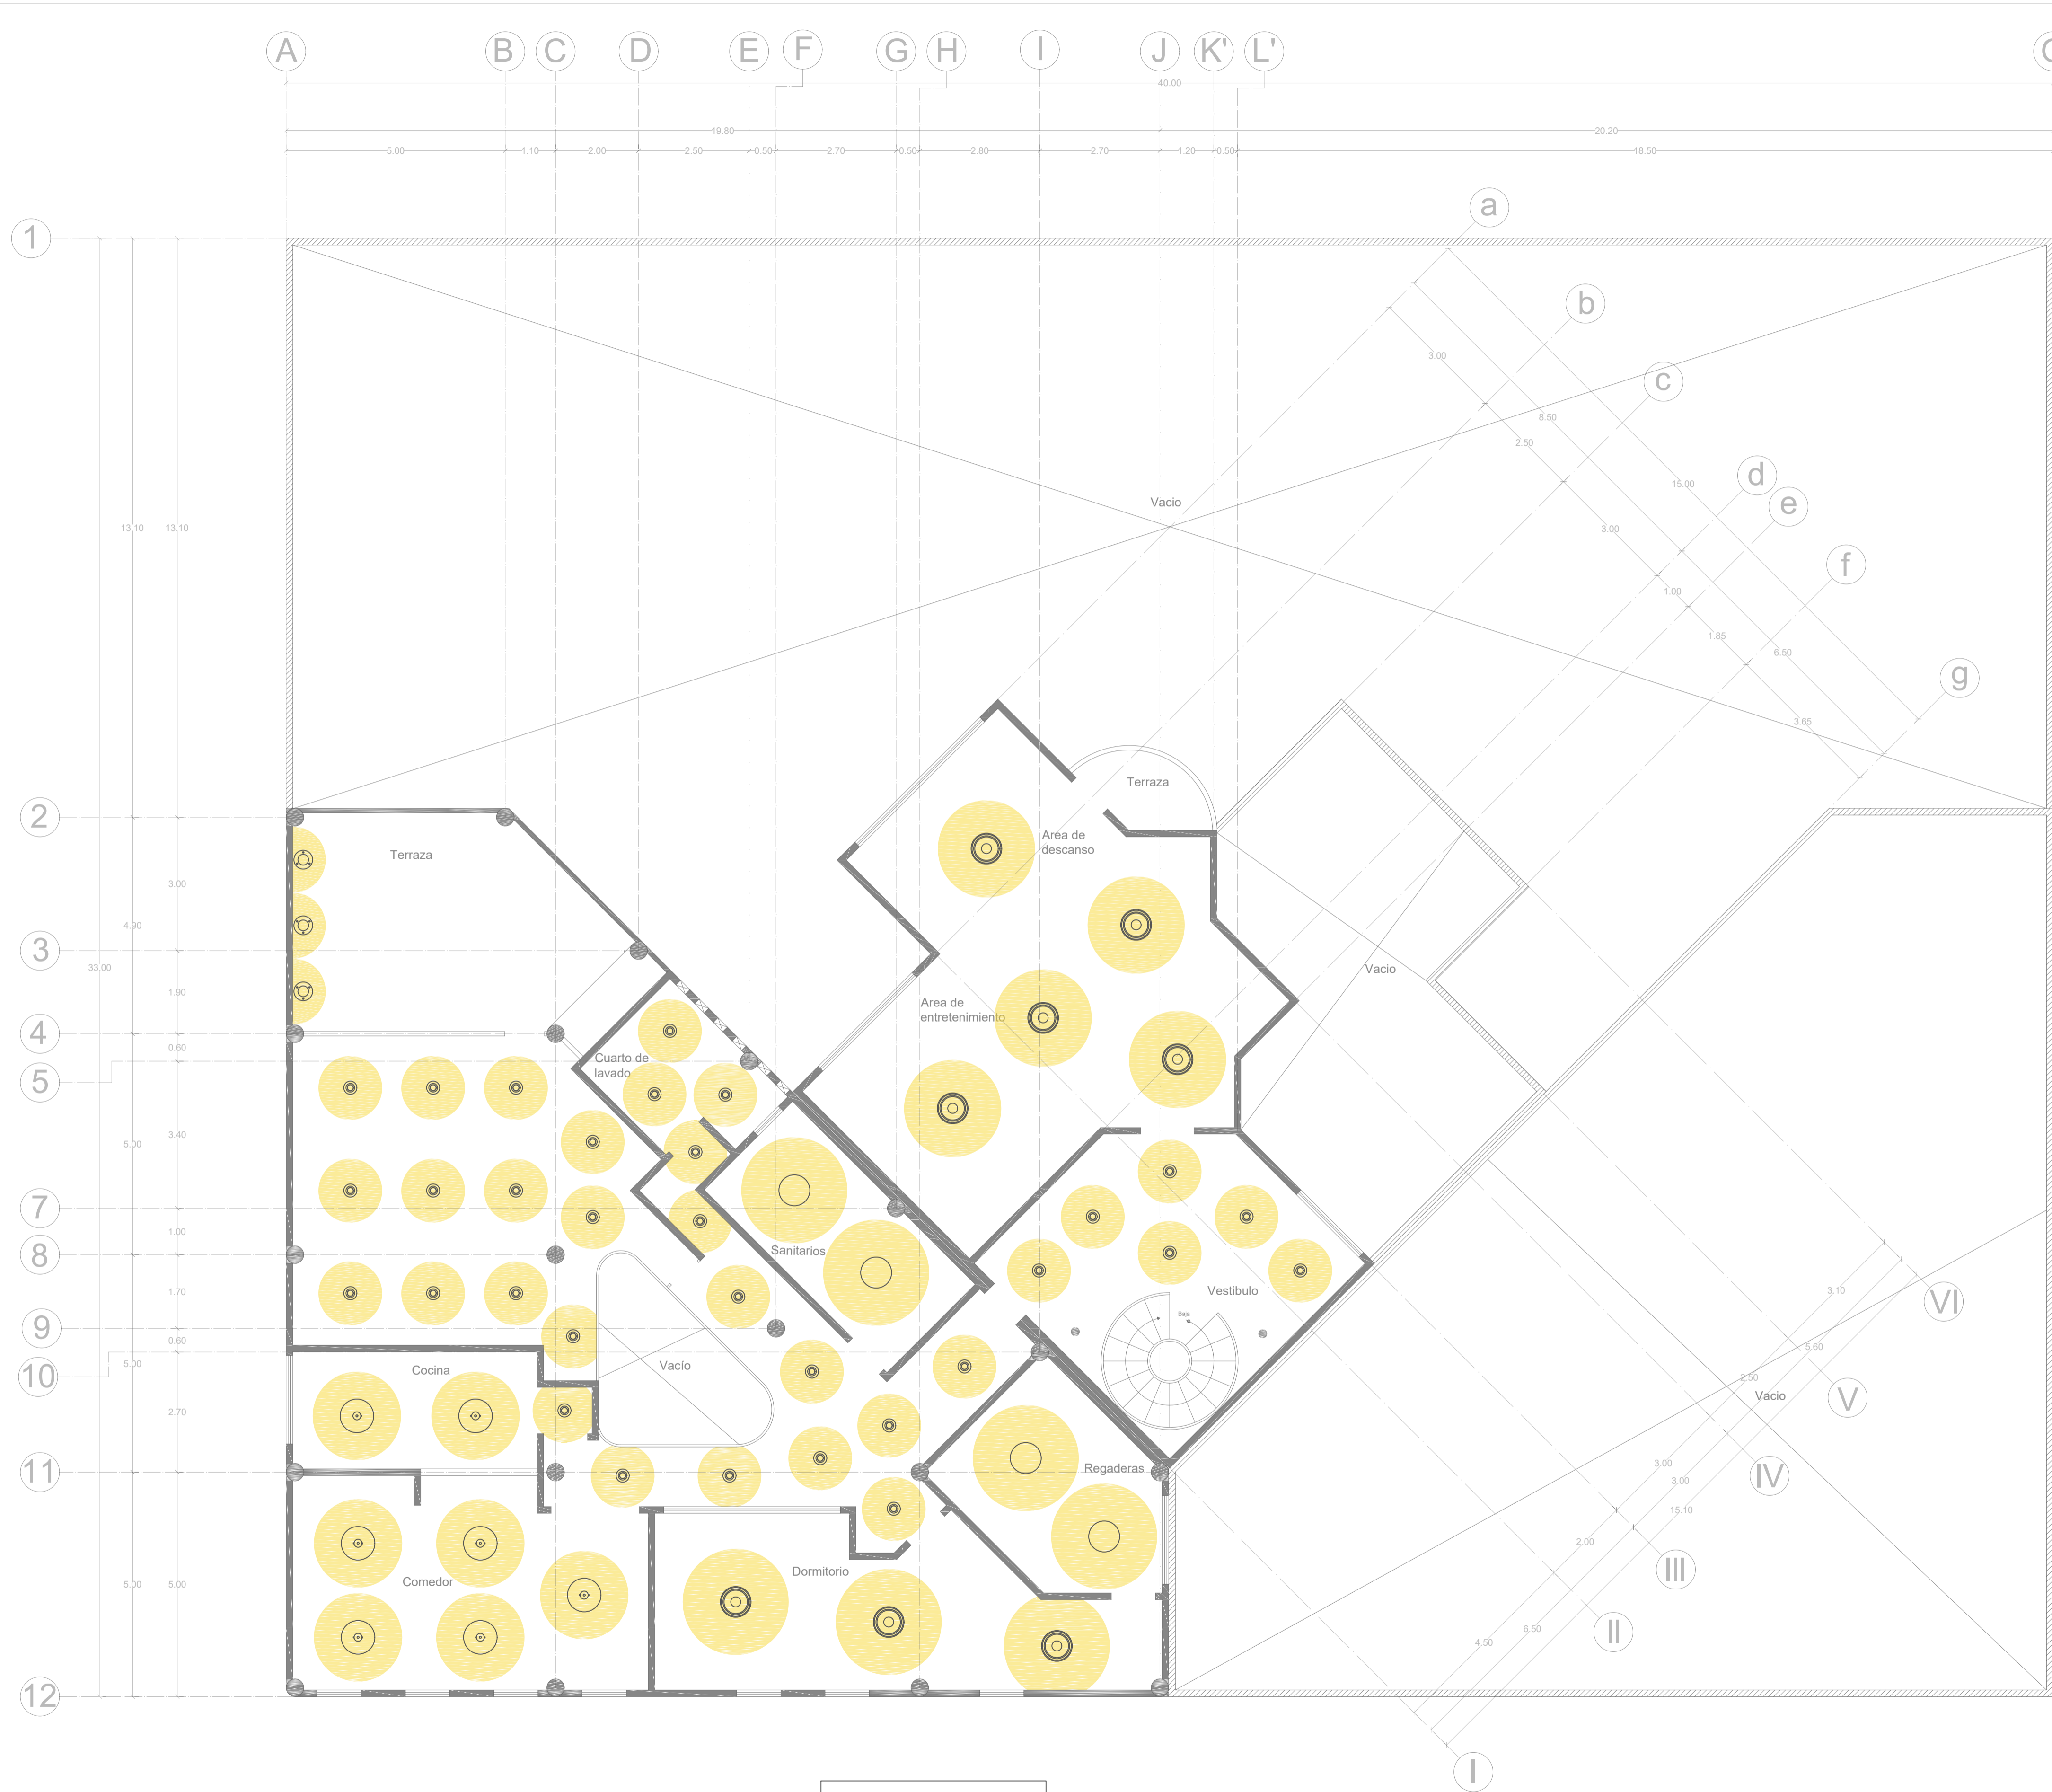 A B C D E F G H I J K' L'
40.00
19.80 20.20
5.00 1.10 2.00 2.50 0.50 2.70 0.50 2.80 2.70 1.20 0.50 18.50
a
1
b
3.00
c
8.50
2.50
d
15.00
e
Vacio
13.10 13.10
3.00
f
1.00
1.85
6.50
g
3.65
Terraza
2
Area de
descanso
Terraza
3.00
4.90
3
33.00
Vacio
1.90
Area de
entretenimiento
4
0.60
Cuarto de
lavado
5
5.00
3.40
7
1.00
Sanitarios
8
1.70
Vestibulo
3.10
VI
Baja
9
0.60
5.60
5.00
Vacío
Cocina
10
2.50
Vacio
V
2.70
11
Regaderas
3.00
IV
3.00
15.10
2.00
Dormitorio
III
5.00 5.00
Comedor
6.50
II
4.50
12
I